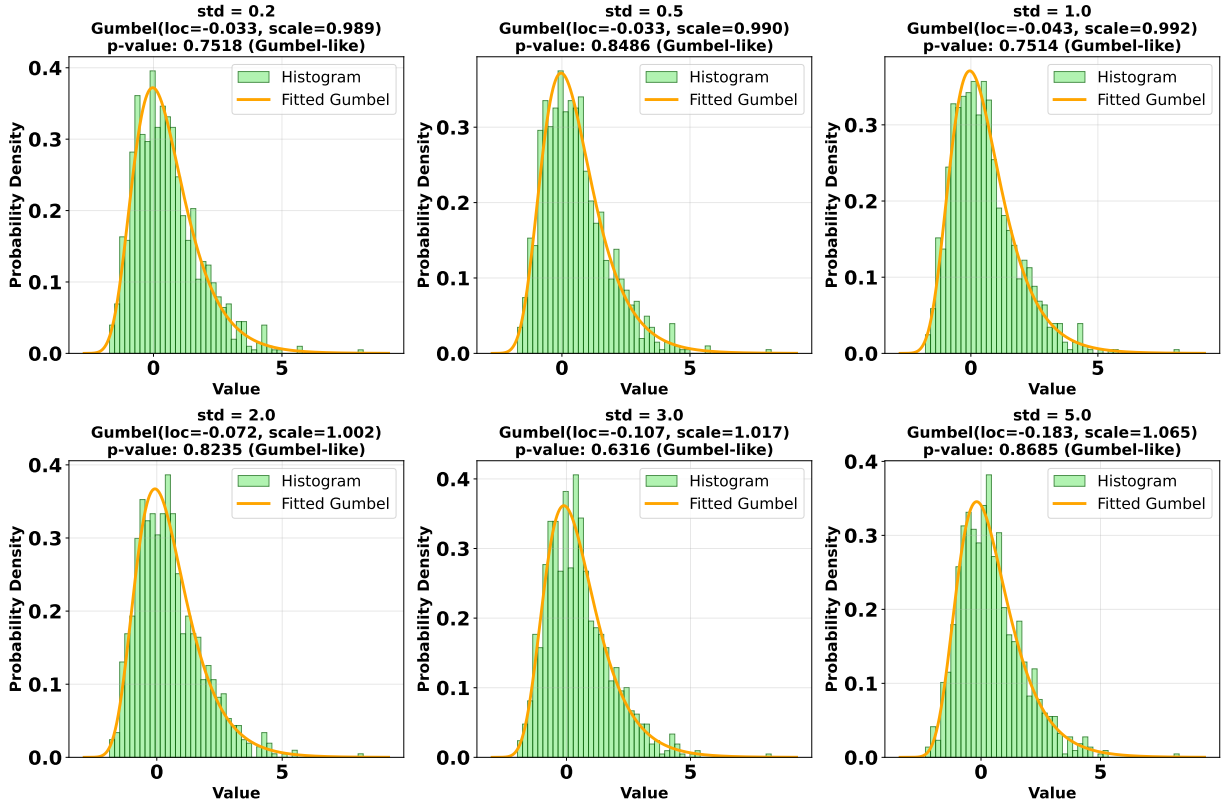 std = 0.2
Gumbel(loc=-0.033, scale=0.989)
p-value: 0.7518 (Gumbel-like)
0.4
0.3
0.2
0.1
0.0
Probability Density
Histogram
Fitted Gumbel
0
5
Value
std = 0.5
Gumbel(loc=-0.033, scale=0.990)
p-value: 0.8486 (Gumbel-like)
0.3
0.2
0.1
0.0
Probability Density
Histogram
Fitted Gumbel
0
5
Value
std = 1.0
Gumbel(loc=-0.043, scale=0.992)
p-value: 0.7514 (Gumbel-like)
0.3
0.2
0.1
0.0
Probability Density
Histogram
Fitted Gumbel
0
5
Value
std = 2.0
Gumbel(loc=-0.072, scale=1.002)
p-value: 0.8235 (Gumbel-like)
0.4
0.3
0.2
0.1
0.0
Probability Density
Histogram
Fitted Gumbel
0
5
Value
std = 3.0
Gumbel(loc=-0.107, scale=1.017)
p-value: 0.6316 (Gumbel-like)
0.4
0.3
0.2
0.1
0.0
Probability Density
Histogram
Fitted Gumbel
0
5
Value
std = 5.0
Gumbel(loc=-0.183, scale=1.065)
p-value: 0.8685 (Gumbel-like)
0.4
0.3
0.2
0.1
0.0
Probability Density
Histogram
Fitted Gumbel
0
5
Value